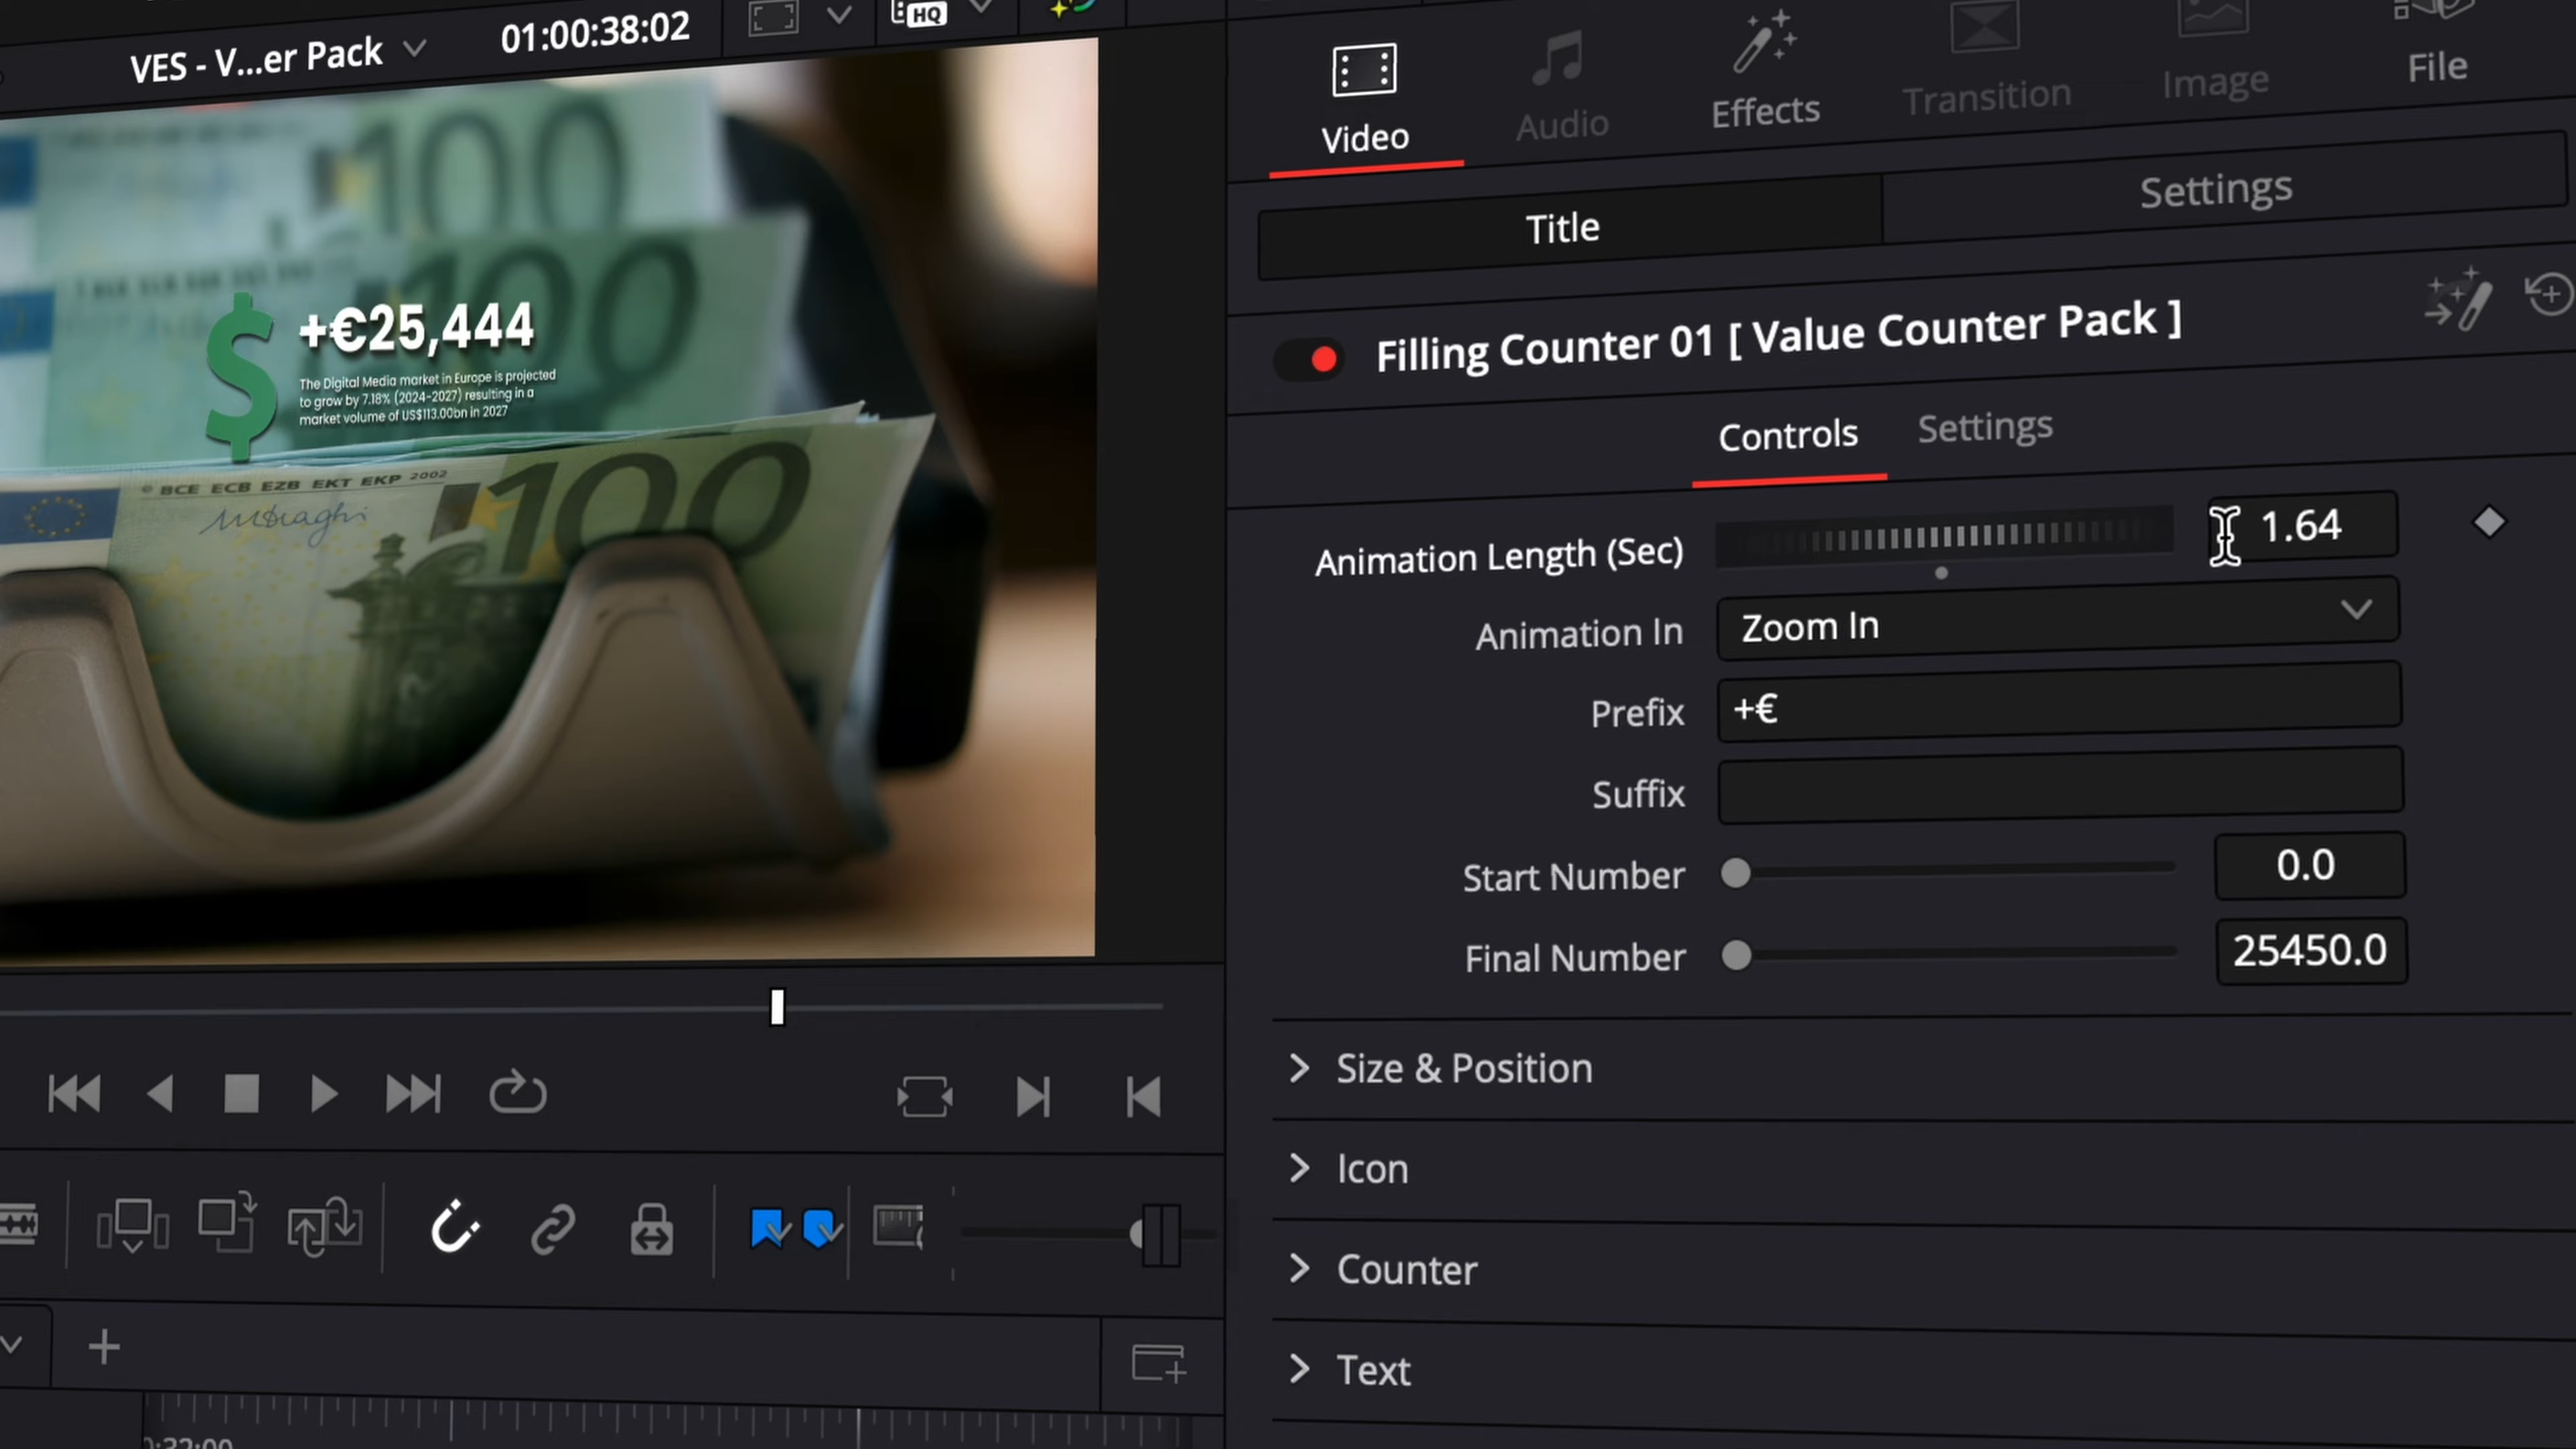 VES - V...er Pack
01:00:38:02
HQ
Video
Audio
Effects
Transition
Image
File
Title
Settings
Filling Counter 01 [ Value Counter Pack ]
Controls
Settings
Animation Length (Sec)
1.64
Animation In
Zoom In
Prefix
+€
Suffix
Start Number
0.0
Final Number
25450.0
Size & Position
Icon
Counter
Text
100
100
$
+€25,444
The Digital Media market in Europe is projected
to grow by 7.18% (2024-2027) resulting in a
market volume of US$113.00bn in 2027
© BCE ECB EZB EKT EKP 2002
100